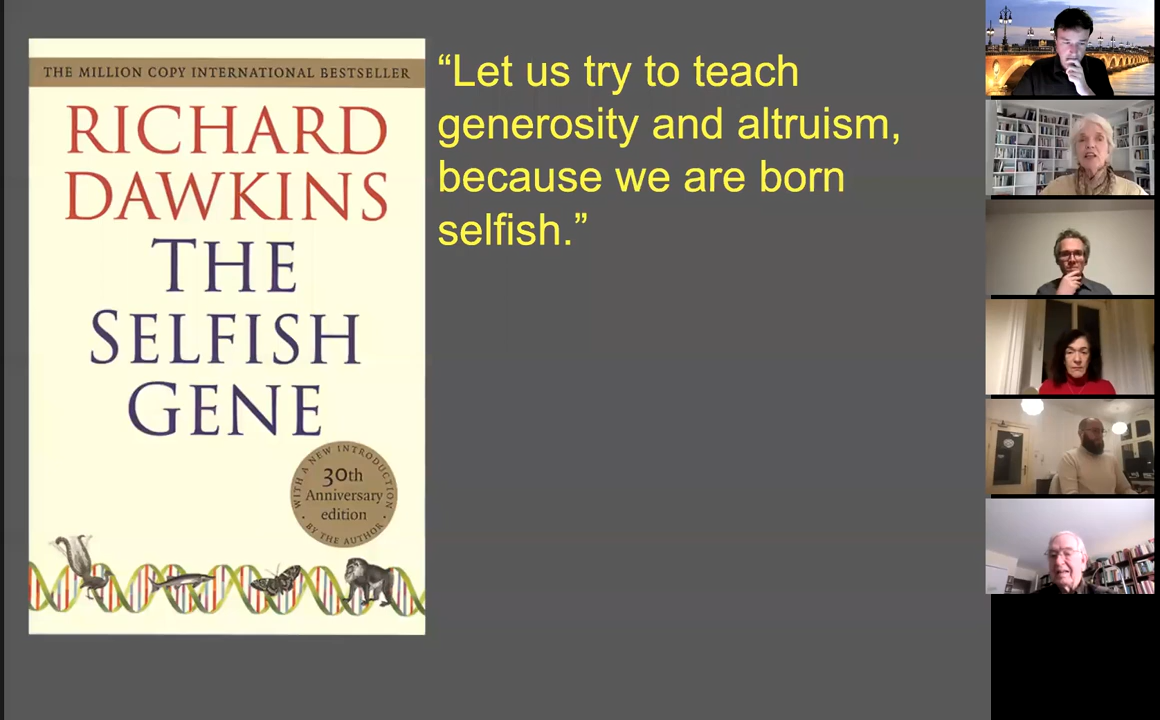 THE MILLION COPY INTERNATIONAL BESTSELLER
RICHARD
DAWKINS
THE
SELFISH
GENE
WITH A NEW INTRODUCTION
30th
Anniversary
edition
• BY THE AUTHOR •
“Let us try to teach
generosity and altruism,
because we are born
selfish.”